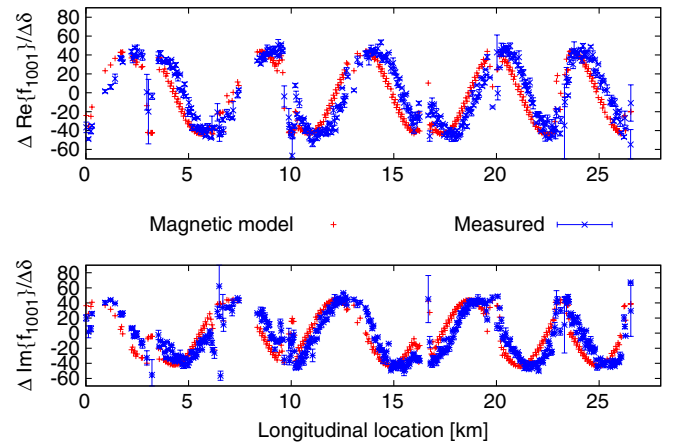 Δ Re{f1001}/Δδ
80
60
40
20
0
-20
-40
-60
0 5 10 15 20 25
Magnetic model Measured
Δ Im{f1001}/Δδ
80
60
40
20
0
-20
-40
-60
0 5 10 15 20 25
Longitudinal location [km]